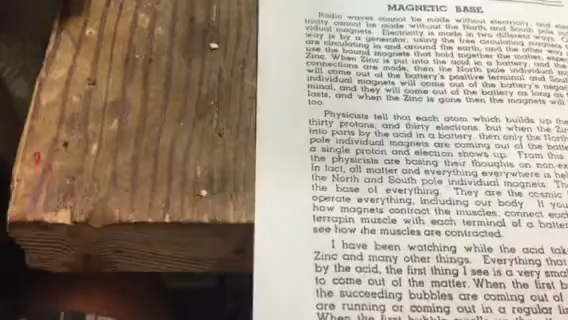 MAGNETIC BASE
Radio waves cannot be made without electricity, and elec
tricity cannot be made without the North and South pole ind
vidual magnets. Electricity is made in two different ways. O
way is by a generator, using the free circulating magnets
are circulating in and around the earth, and the other way
use the bound magnets that hold together the matter, espec
Zinc. When Zinc is put into the acid in a battery, and the
connections are made, then the North pole individual
will come out of the battery's positive terminal and Sout
individual magnets will come out of the battery's nega
minal, and they will come out of the battery as long as
lasts, and when the Zinc is gone then the magnets will
too.
Physicists tell that each atom which builds up the
thirty protons, and thirty electrons, but when the Zin
into parts by the acid in a battery, then only the North
pole individual magnets are coming out of the batte
a single proton and electron shows up. From this
the physicists are basing their thoughts on non-ex
In fact, all matter and everything everywhere is hel
the North and South pole individual magnets. The
the base of everything. They are the cosmic
operate everything, including our body. If you
how magnets contract the muscles, connect each
terrapin muscle with each terminal of a batter
see how the muscles are contracted.
I have been watching while the acid tak
Zinc and many other things. Everything that
by the acid, the first thing I see is a very smal
to come out of the matter. When the first b
the succeeding bubbles are coming out of
are running or coming out in a regular li
When the first bubble